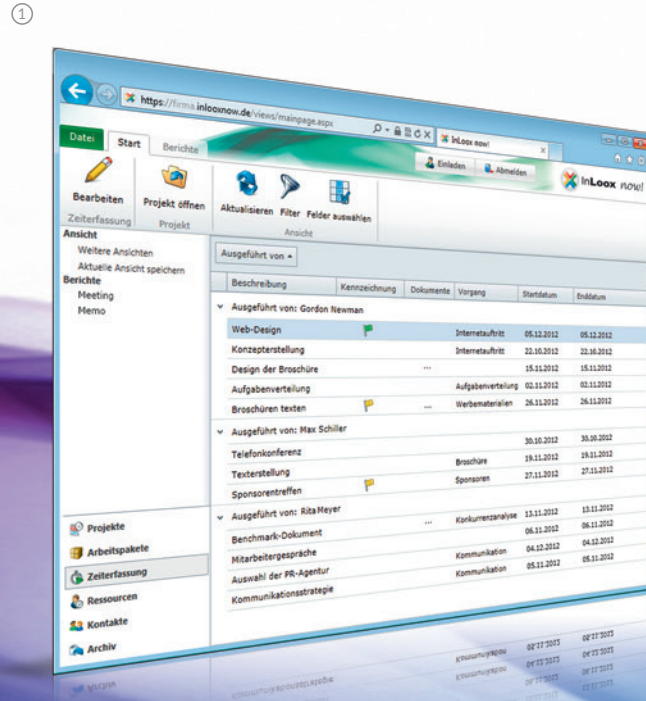 1
https://firma.inlooxnow.de/views/mainpage.aspx
InLoox now!
Datei Start Berichte
Einladen Abmelden
InLoox now!
Bearbeiten Projekt öffnen Aktualisieren Filter Felder auswählen
Zeiterfassung Projekt Ansicht
Ansicht
Weitere Ansichten
Aktuelle Ansicht speichern
Berichte
Meeting
Memo
Projekte
Arbeitspakete
Zeiterfassung
Ressourcen
Kontakte
Archiv
Ausgeführt von
Beschreibung Kennzeichnung Dokumente Vorgang Startdatum Enddatum
Ausgeführt von: Gordon Newman
Web-Design Internetauftritt 05.12.2012 05.12.2012
Konzepterstellung Internetauftritt 22.10.2012 22.10.2012
Design der Broschüre ... 15.11.2012 15.11.2012
Aufgabenverteilung Aufgabenverteilung 02.11.2012 02.11.2012
Broschüren texten ... Werbematerialien 26.11.2012 26.11.2012
Ausgeführt von: Max Schiller
Telefonkonferenz 30.10.2012 30.10.2012
Texterstellung Broschüre 19.11.2012 19.11.2012
Sponsorentreffen Sponsoren 27.11.2012 27.11.2012
Ausgeführt von: Rita Meyer
Benchmark-Dokument ... Konkurrenzanalyse 13.11.2012 13.11.2012
Mitarbeitergespräche 06.11.2012 06.11.2012
Auswahl der PR-Agentur Kommunikation 04.12.2012 04.12.2012
Kommunikationsstrategie Kommunikation 05.11.2012 05.11.2012